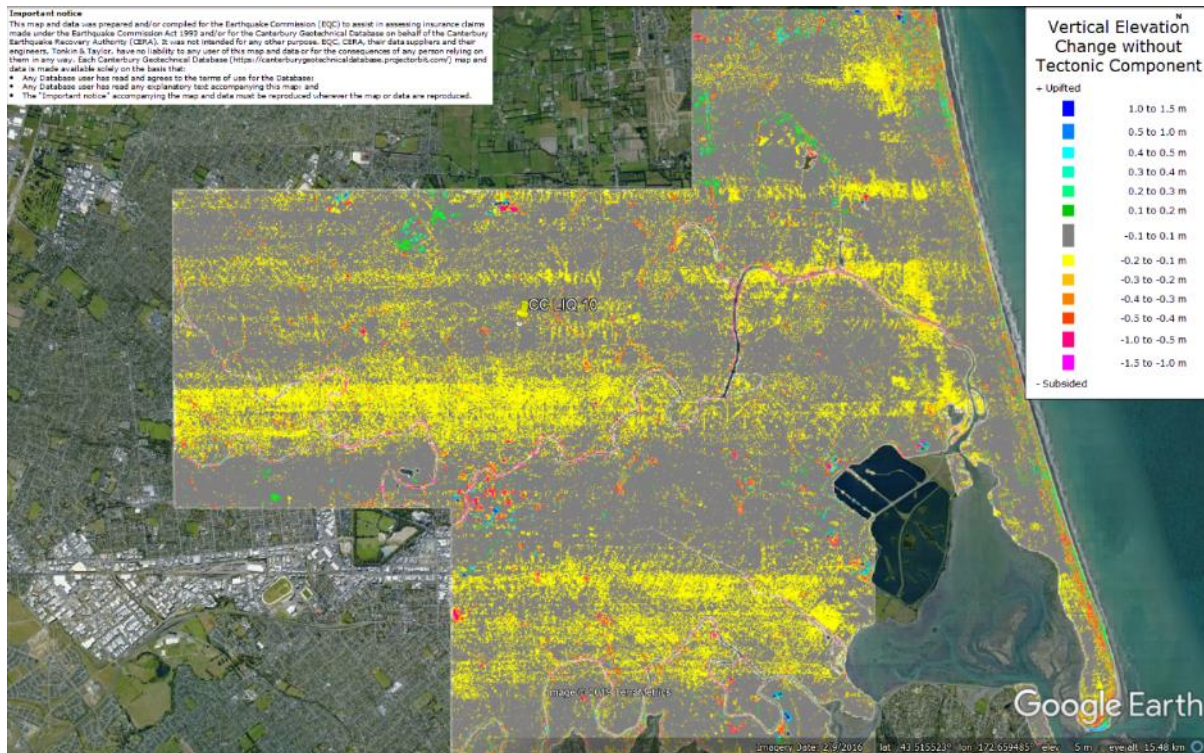 Important notice
This map and data was prepared and/or compiled for the Earthquake Commission (EQC) to assist in assessing insurance claims
made under the Earthquake Commission Act 1993 and/or for the Canterbury Geotechnical Database on behalf of the Canterbury
Earthquake Recovery Authority (CERA). It was not intended for any other purpose. EQC, CERA, their data suppliers and their
engineers, Tonkin & Taylor, have no liability to any user of this map and data or for the consequences of any person relying on
them in any way. Each Canterbury Geotechnical Database (https://canterburygeotechnicaldatabase.projectorbit.com/) map and
data is made available solely on the basis that:
• Any Database user has read and agrees to the terms of use for the Database;
• Any Database user has read any explanatory text accompanying this map; and
• The "Important notice" accompanying the map and data must be reproduced wherever the map or data are reproduced.
N
Vertical Elevation
Change without
Tectonic Component
+ Uplifted
1.0 to 1.5 m
0.5 to 1.0 m
0.4 to 0.5 m
0.3 to 0.4 m
0.2 to 0.3 m
0.1 to 0.2 m
-0.1 to 0.1 m
-0.2 to -0.1 m
-0.3 to -0.2 m
-0.4 to -0.3 m
-0.5 to -0.4 m
-1.0 to -0.5 m
-1.5 to -1.0 m
- Subsided
CC LIQ 10
Image © 2019 TerraMetrics
Google Earth
Imagery Date: 2/9/2016 lat -43.515523° lon 172.659485° elev 5 m eye alt 15.48 km